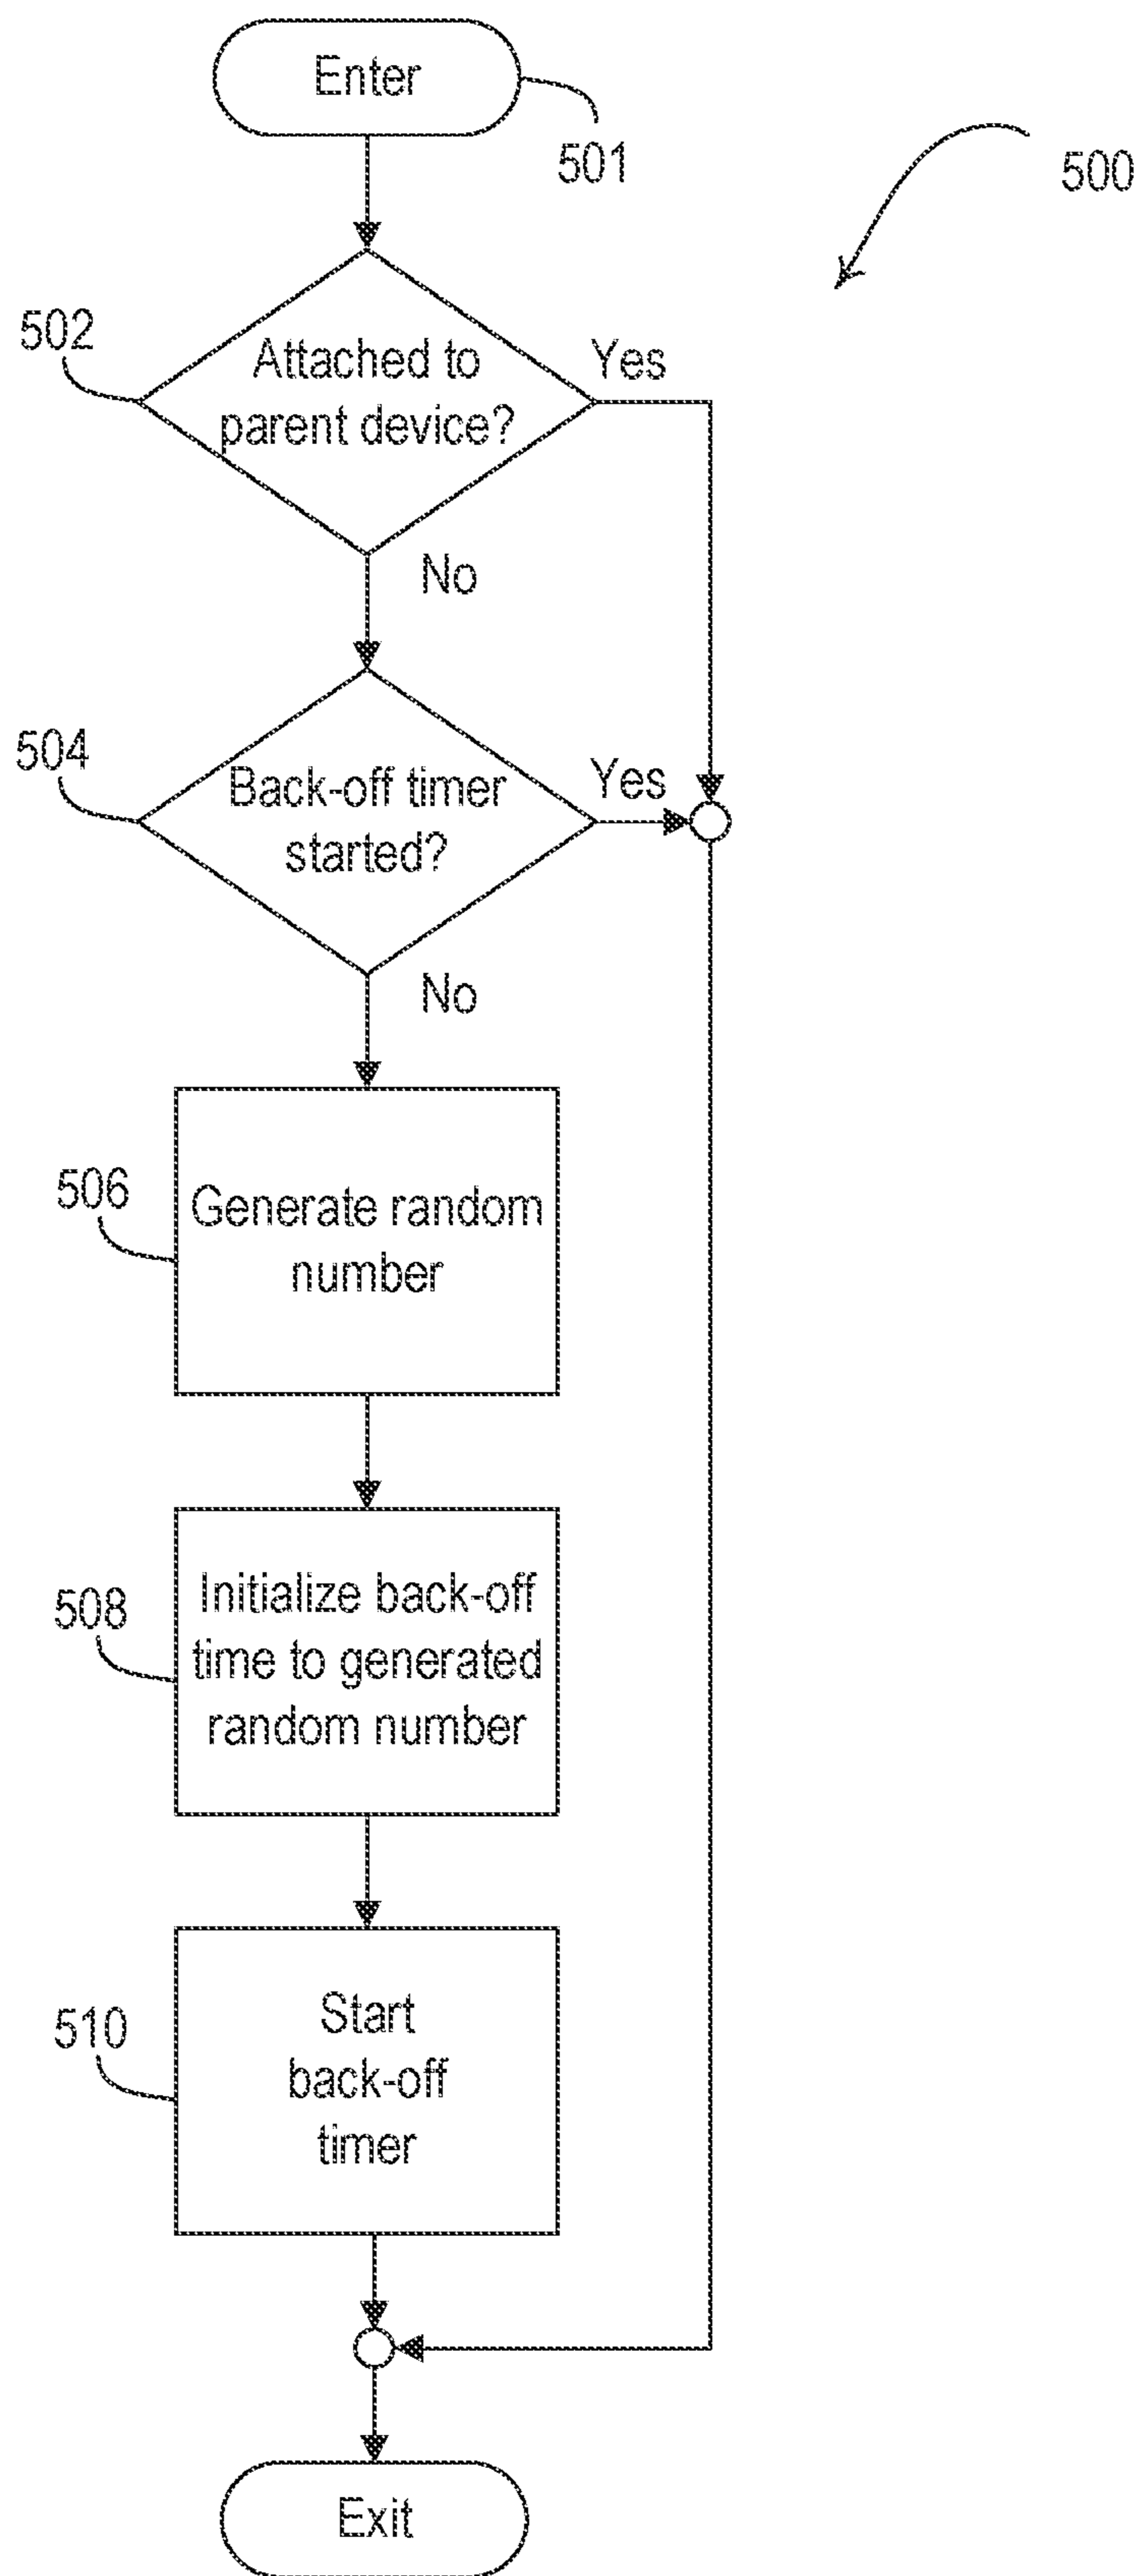 Enter
501
500
502
Attached to
parent device?
Yes
No
504
Back-off timer
started?
Yes
No
506
Generate random
number
508
Initialize back-off
time to generated
random number
510
Start
back-off
timer
Exit